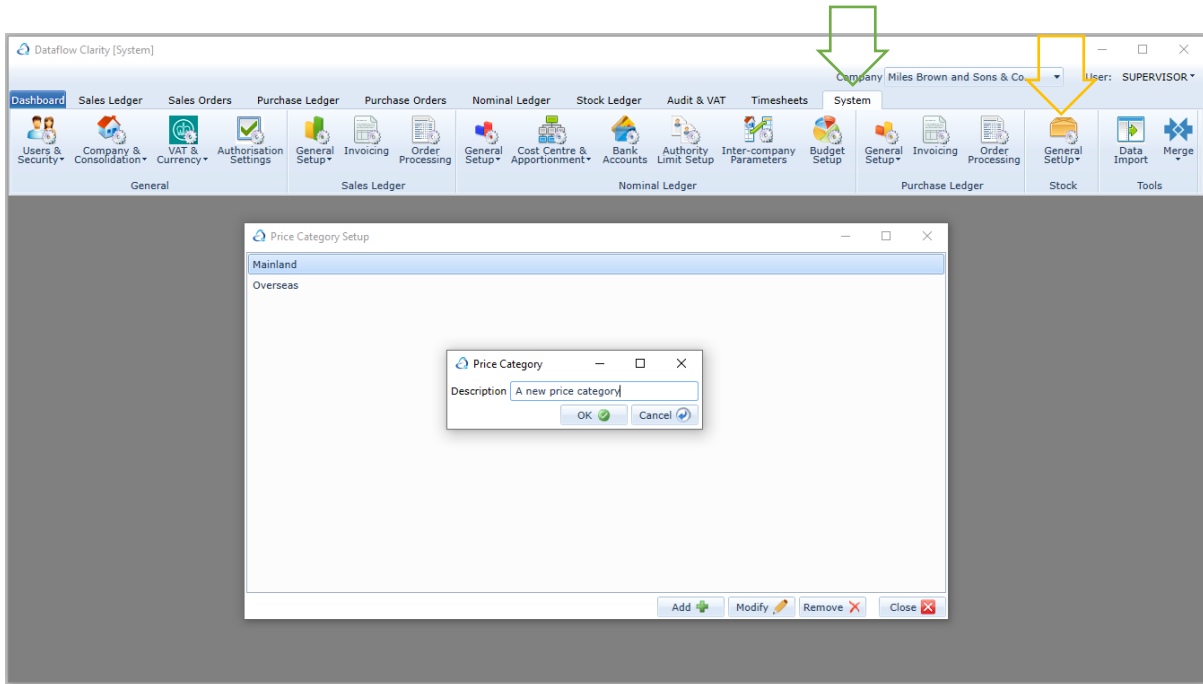 Dataflow Clarity [System]
Company Miles Brown and Sons & Co User: SUPERVISOR
Dashboard Sales Ledger Sales Orders Purchase Ledger Purchase Orders Nominal Ledger Stock Ledger Audit & VAT Timesheets System
Users & Security Company & Consolidation VAT & Currency Authorisation Settings General Setup Invoicing Order Processing General Setup Cost Centre & Apportionment Bank Accounts Authority Limit Setup Inter-company Parameters Budget Setup General Setup Invoicing Order Processing General SetUp Data Import Merge
General Sales Ledger Nominal Ledger Purchase Ledger Stock Tools
Price Category Setup
Mainland
Overseas
Price Category
Description A new price category
OK Cancel
Add Modify Remove Close